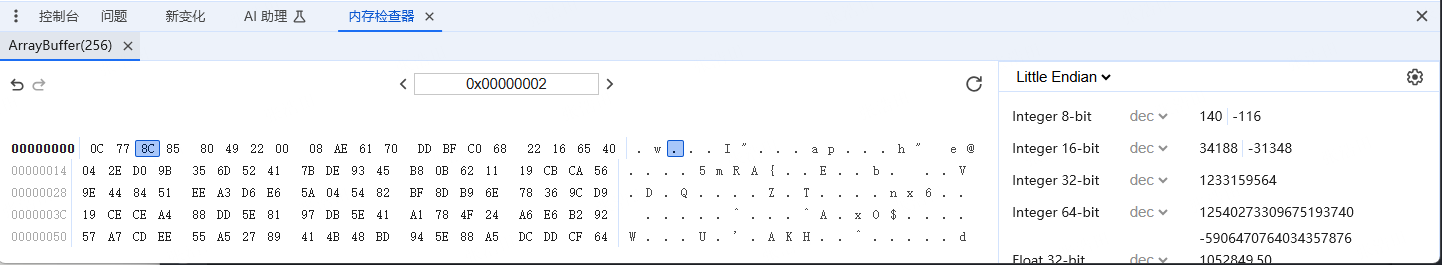 控制台 问题 新变化 AI 助理 内存检查器
ArrayBuffer(256)
0x00000002
Little Endian
00000000 0C 77 8C 85 80 49 22 00 08 AE 61 70 DD BF C0 68 22 16 65 40 . w . . . I " . . . a p . . . h " . e @
00000014 04 2E D0 9B 35 6D 52 41 7B DE 93 45 B8 0B 62 11 19 CB CA 56 . . . . 5 m R A { . . E . . b . . . . V
00000028 9E 44 84 51 EE A3 D6 E6 5A 04 54 82 BF 8D B9 6E 78 36 9C D9 . D . Q . . . . Z . T . . . . n x 6 . .
0000003C 19 CE CE A4 88 DD 5E 81 97 DB 5E 41 A1 78 4F 24 A6 E6 B2 92 . . . . . . ^ . . . ^ A . x O $ . . . .
00000050 57 A7 CD EE 55 A5 27 89 41 4B 48 BD 94 5E 88 A5 DC DD CF 64 W . . . U . ' . A K H . . ^ . . . . . d
Integer 8-bit dec 140 -116
Integer 16-bit dec 34188 -31348
Integer 32-bit dec 1233159564
Integer 64-bit dec 12540273309675193740
-5906470764034357876
Float 32-bit dec 1052849.50